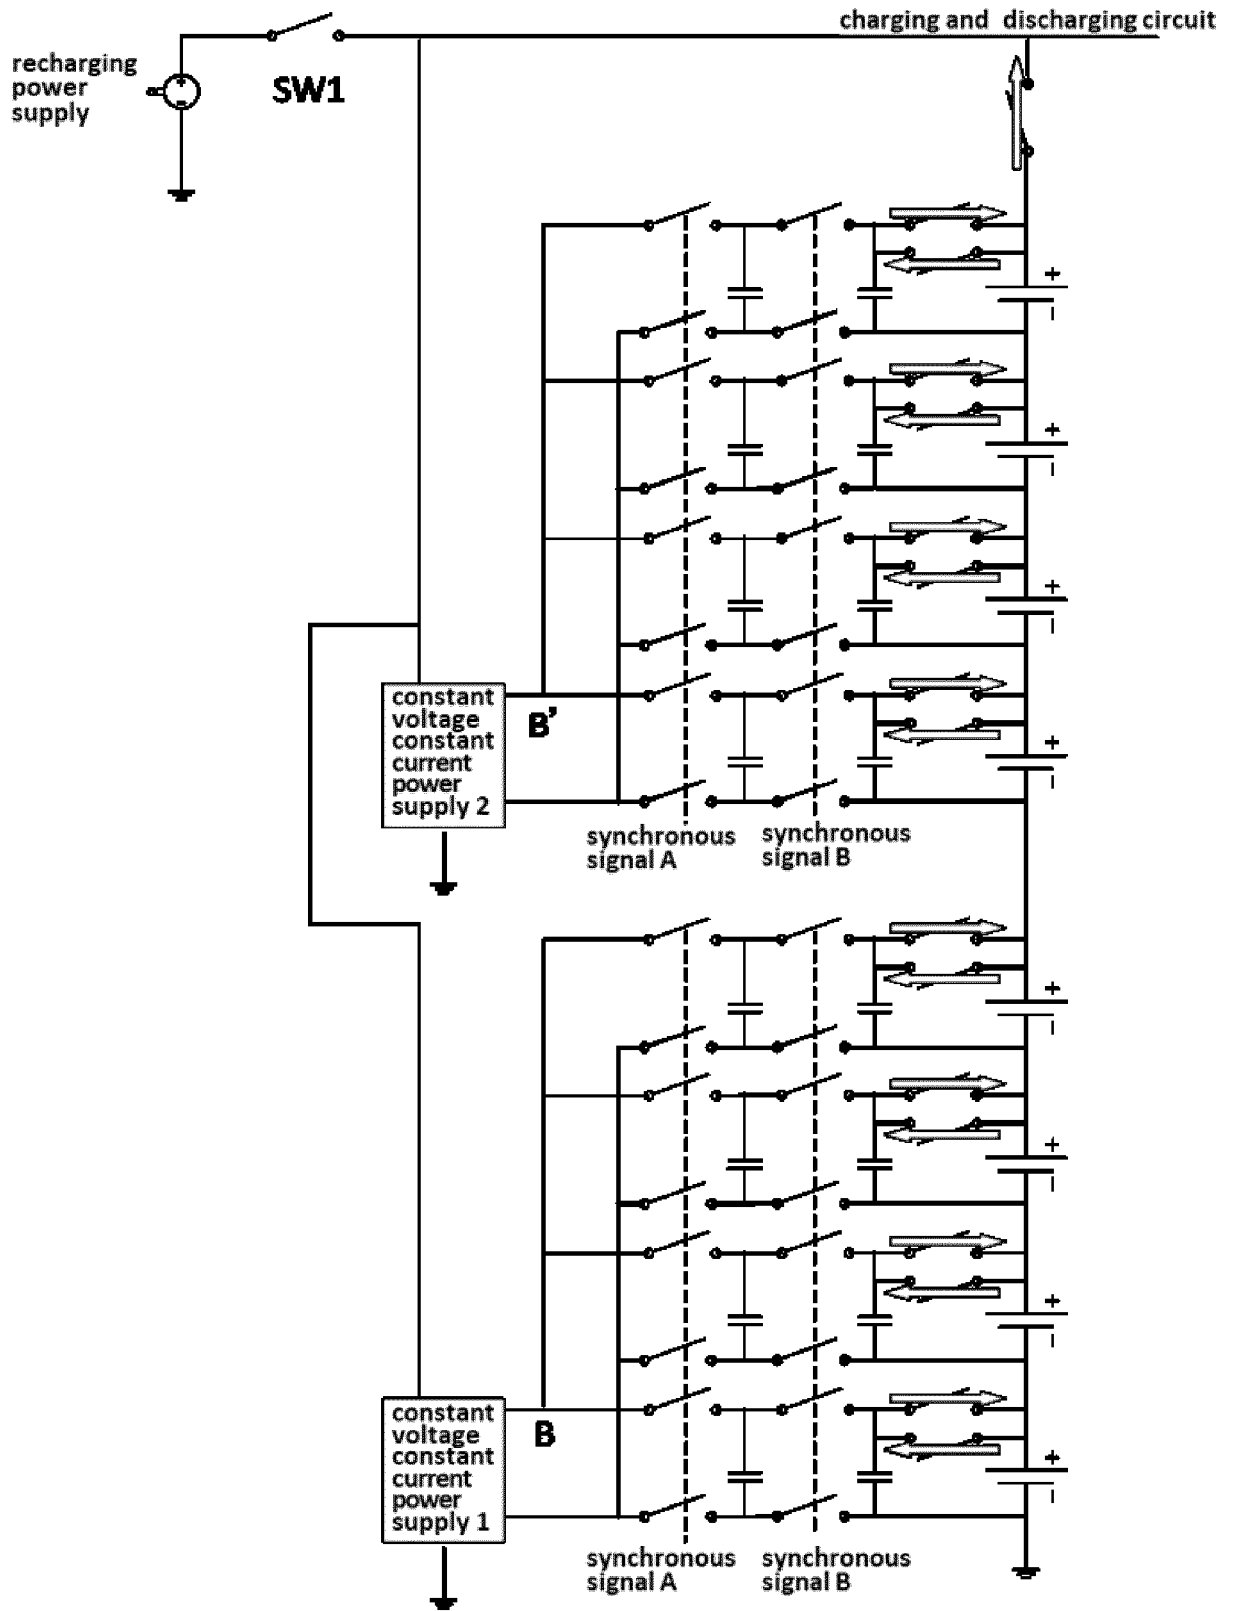 charging and discharging circuit
recharging
power
supply
SW1
+
+
+
+
constant
voltage
constant
current
power
supply 2
B'
synchronous
signal A
synchronous
signal B
+
+
+
+
constant
voltage
constant
current
power
supply 1
B
synchronous
signal A
synchronous
signal B